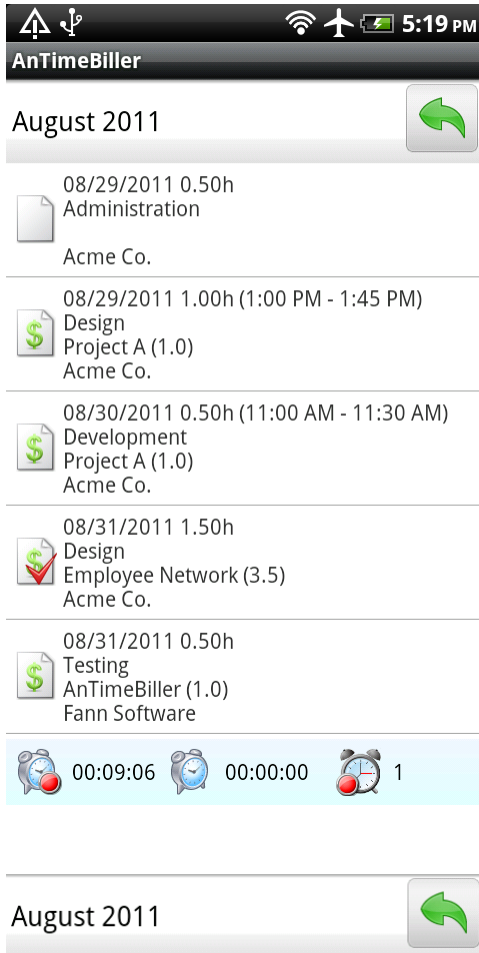 5:19 PM
AnTimeBiller
August 2011
08/29/2011 0.50h
Administration
Acme Co.
08/29/2011 1.00h (1:00 PM - 1:45 PM)
Design
Project A (1.0)
Acme Co.
08/30/2011 0.50h (11:00 AM - 11:30 AM)
Development
Project A (1.0)
Acme Co.
08/31/2011 1.50h
Design
Employee Network (3.5)
Acme Co.
08/31/2011 0.50h
Testing
AnTimeBiller (1.0)
Fann Software
00:09:06 00:00:00 1
August 2011